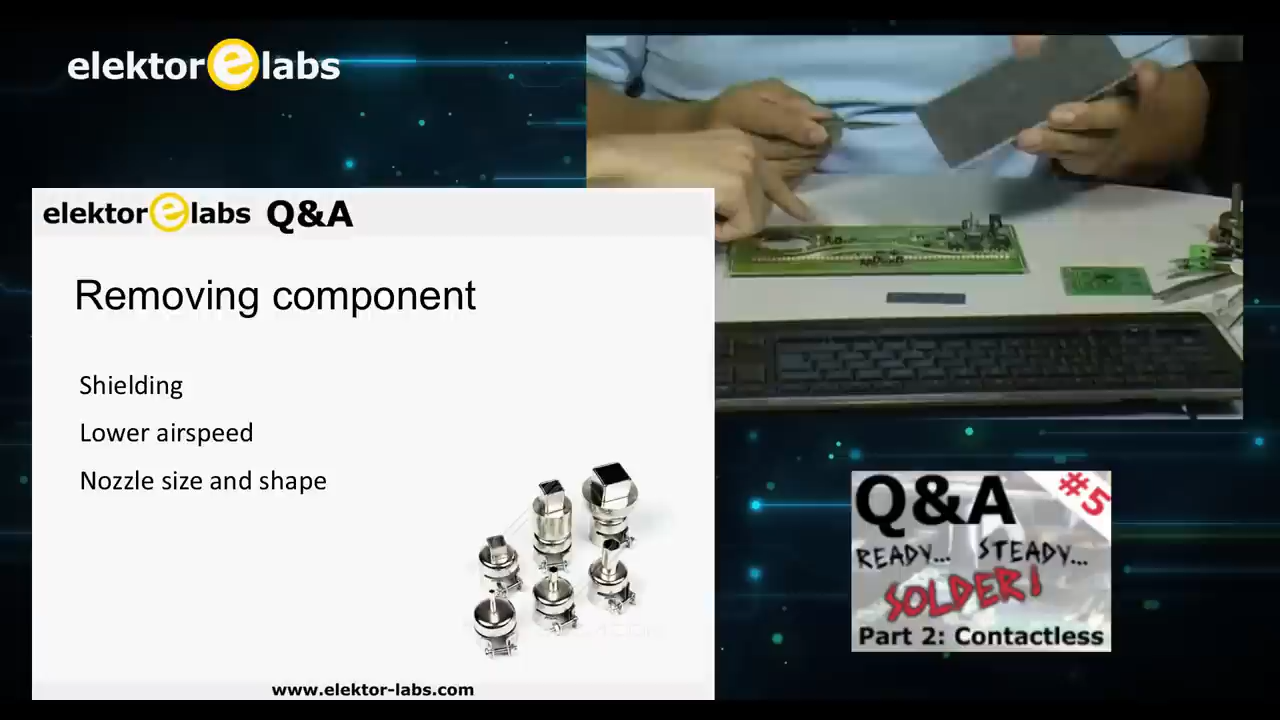 elektor e labs
elektor e labs Q&A
Removing component
Shielding
Lower airspeed
Nozzle size and shape
www.elektor-labs.com
Q&A
#5
READY... STEADY...
SOLDER!
Part 2: Contactless